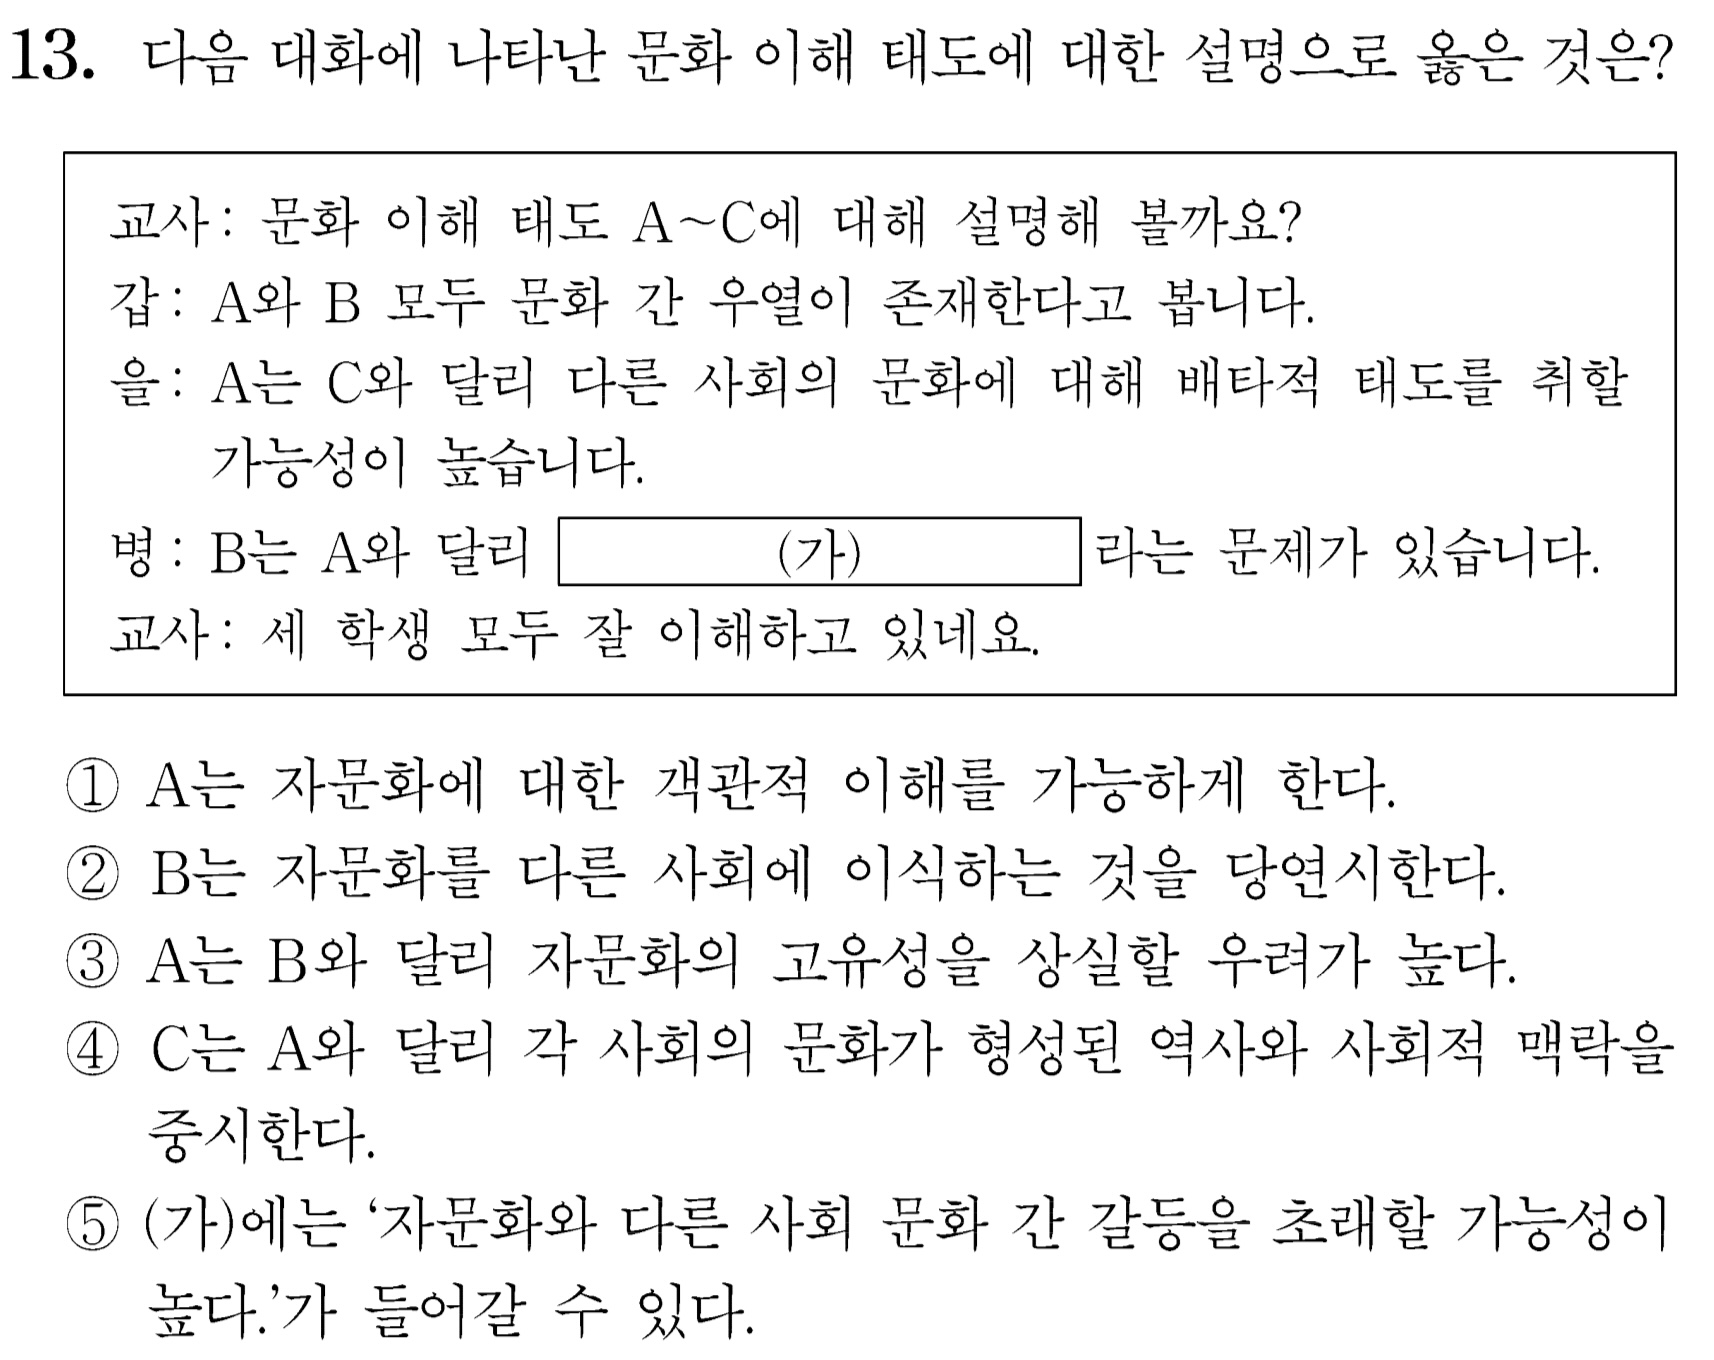 13. 다음 대화에 나타난 문화 이해 태도에 대한 설명으로 옳은 것은?
교사: 문화 이해 태도 A~C에 대해 설명해 볼까요?
갑: A와 B 모두 문화 간 우열이 존재한다고 봅니다.
을: A는 C와 달리 다른 사회의 문화에 대해 배타적 태도를 취할
가능성이 높습니다.
병: B는 A와 달리 (가) 라는 문제가 있습니다.
교사: 세 학생 모두 잘 이해하고 있네요.
① A는 자문화에 대한 객관적 이해를 가능하게 한다.
② B는 자문화를 다른 사회에 이식하는 것을 당연시한다.
③ A는 B와 달리 자문화의 고유성을 상실할 우려가 높다.
④ C는 A와 달리 각 사회의 문화가 형성된 역사와 사회적 맥락을
중시한다.
⑤ (가)에는 ‘자문화와 다른 사회 문화 간 갈등을 초래할 가능성이
높다.’가 들어갈 수 있다.